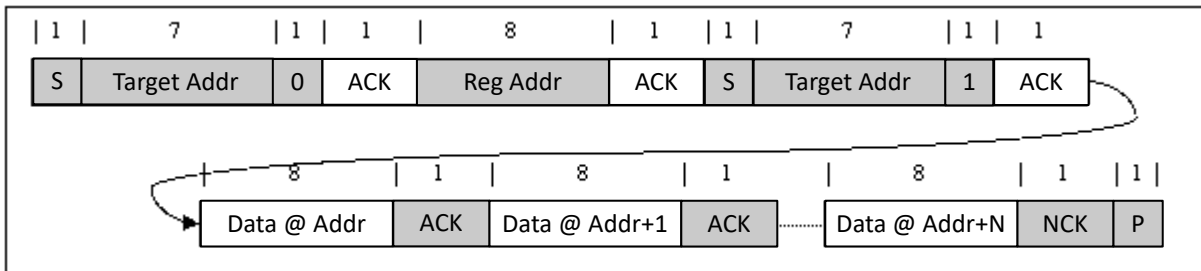 | 1 | 7 | 1 | 1 | 8 | 1 | 1 | 7 | 1 | 1
S Target Addr 0 ACK Reg Addr ACK S Target Addr 1 ACK
| 8 | 1 | 8 | 1 | 8 | 1 | 1 |
Data @ Addr ACK Data @ Addr+1 ACK Data @ Addr+N NCK P